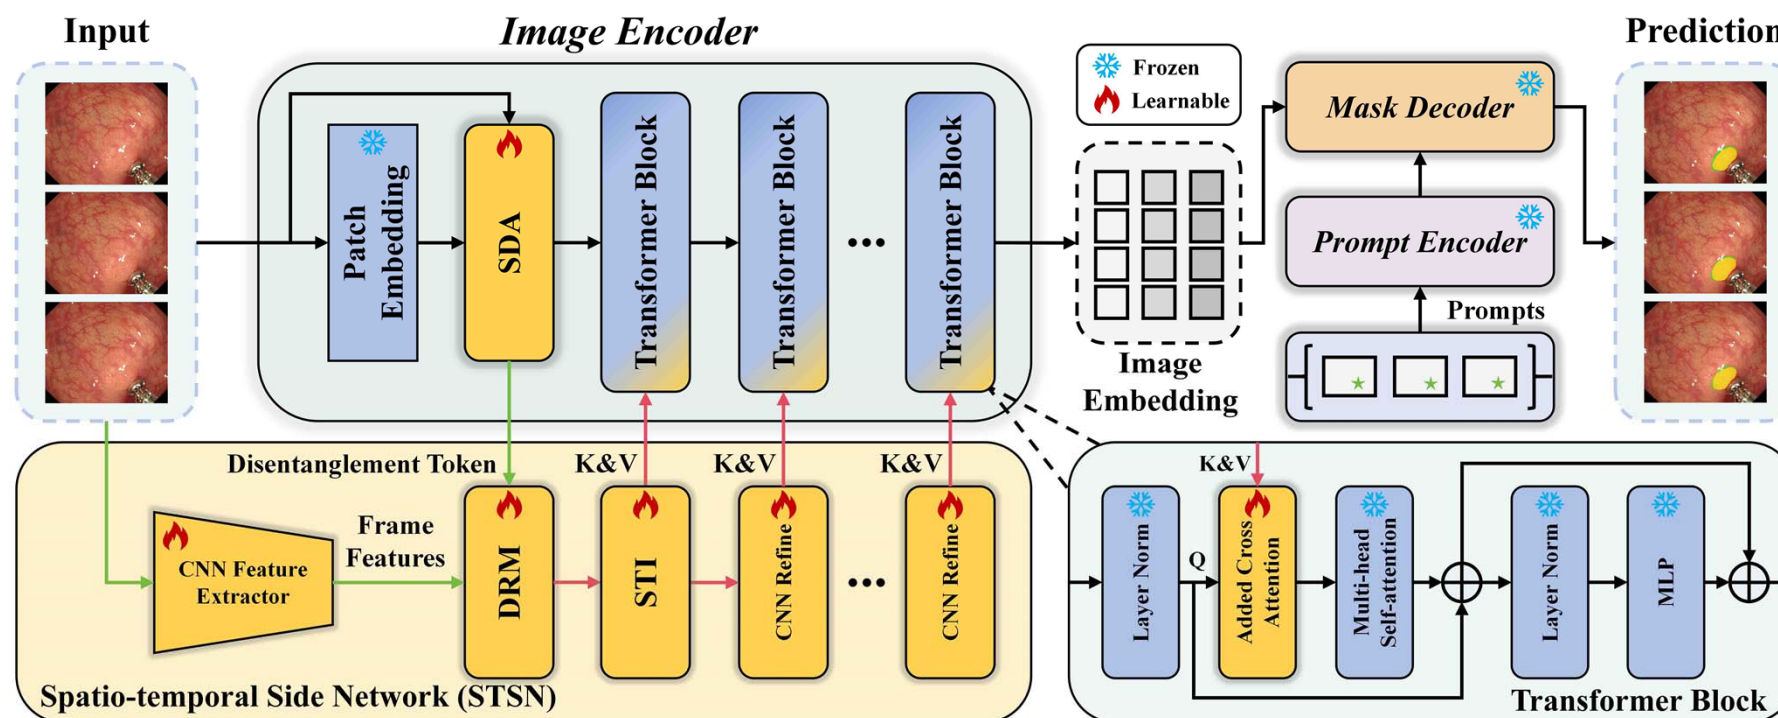 Input
Image Encoder
Prediction
Frozen
Learnable
Patch
Embedding
SDA
Transformer Block
Transformer Block
...
Transformer Block
Image
Embedding
Mask Decoder
Prompt Encoder
Prompts
Disentanglement Token
K&V
K&V
K&V
CNN Feature
Extractor
Frame
Features
DRM
STI
CNN Refine
...
CNN Refine
Spatio-temporal Side Network (STSN)
K&V
Layer Norm
Q
Added Cross
Attention
Multi-head
Self-attention
Layer Norm
MLP
Transformer Block